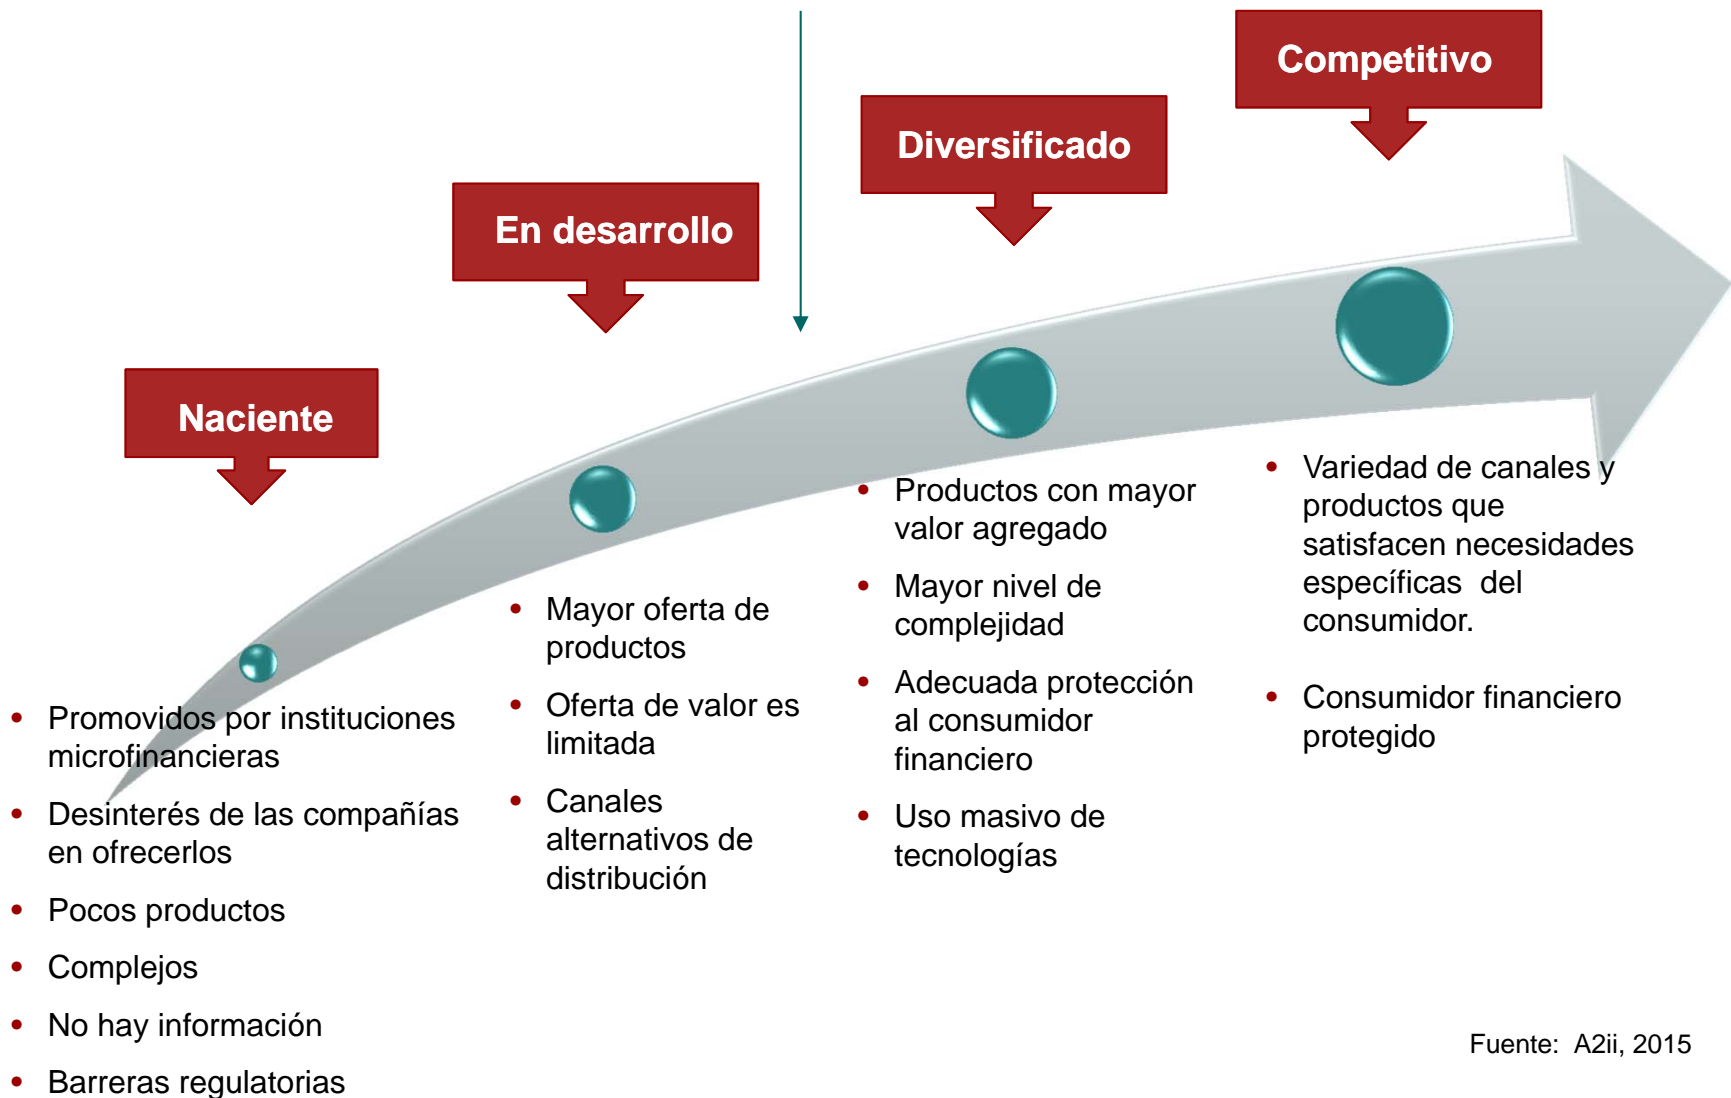 Competitivo
Diversificado
En desarrollo
Naciente
• Promovidos por instituciones
microfinancieras
• Desinterés de las compañías
en ofrecerlos
• Pocos productos
• Complejos
• No hay información
• Barreras regulatorias
• Mayor oferta de
productos
• Oferta de valor es
limitada
• Canales
alternativos de
distribución
• Productos con mayor
valor agregado
• Mayor nivel de
complejidad
• Adecuada protección
al consumidor
financiero
• Uso masivo de
tecnologías
• Variedad de canales y
productos que
satisfacen necesidades
específicas del
consumidor.
• Consumidor financiero
protegido
Fuente: A2ii, 2015